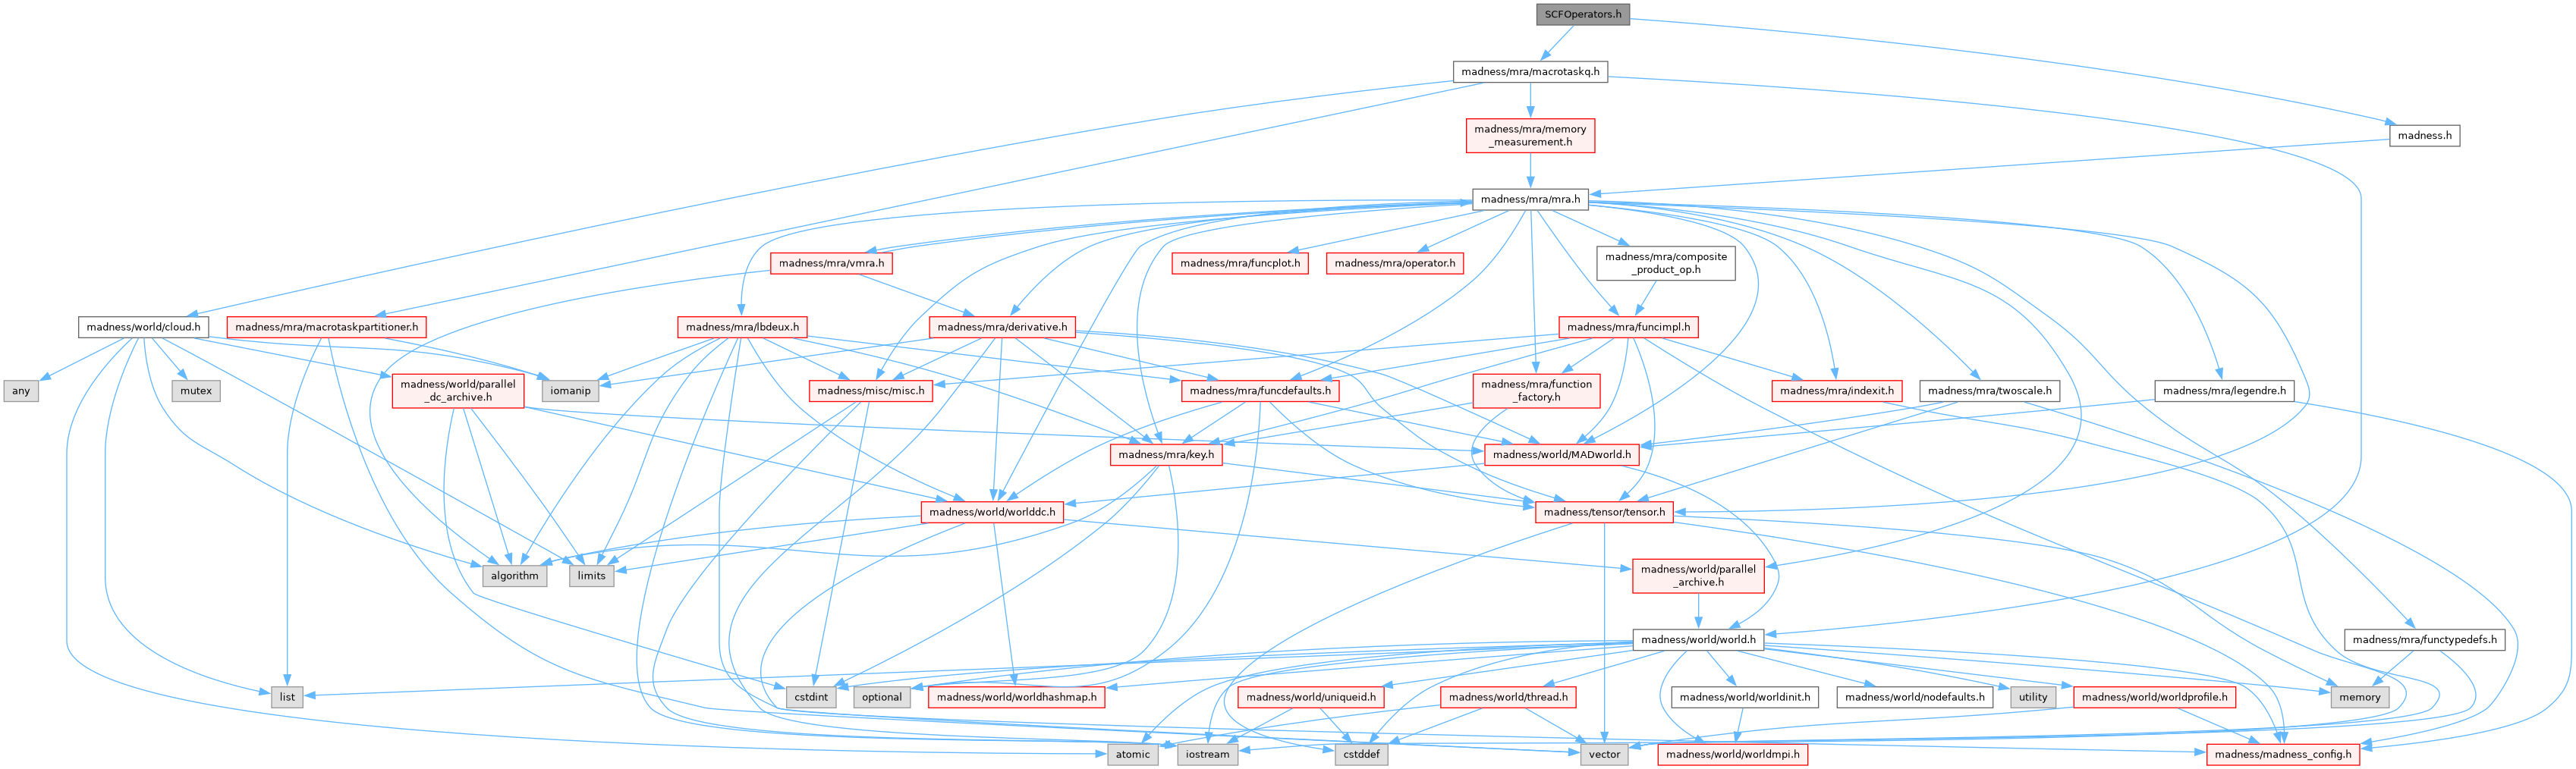 SCFOperators.h
madness/mra/macrotaskq.h
madness/mra/memory
_measurement.h
madness.h
madness/mra/mra.h
madness/mra/vmra.h
madness/mra/funcplot.h
madness/mra/operator.h
madness/mra/composite
_product_op.h
madness/world/cloud.h
madness/mra/macrotaskpartitioner.h
madness/mra/lbdeux.h
madness/mra/derivative.h
madness/mra/funcimpl.h
any
mutex
madness/world/parallel
_dc_archive.h
iomanip
madness/misc/misc.h
madness/mra/funcdefaults.h
madness/mra/function
_factory.h
madness/mra/indexit.h
madness/mra/twoscale.h
madness/mra/legendre.h
madness/mra/key.h
madness/world/MADworld.h
madness/world/worlddc.h
madness/tensor/tensor.h
algorithm
limits
madness/world/parallel
_archive.h
madness/world/world.h
madness/mra/functypedefs.h
list
cstdint
optional
madness/world/worldhashmap.h
madness/world/uniqueid.h
madness/world/thread.h
madness/world/worldinit.h
madness/world/nodefaults.h
utility
madness/world/worldprofile.h
memory
atomic
iostream
cstddef
vector
madness/world/worldmpi.h
madness/madness_config.h